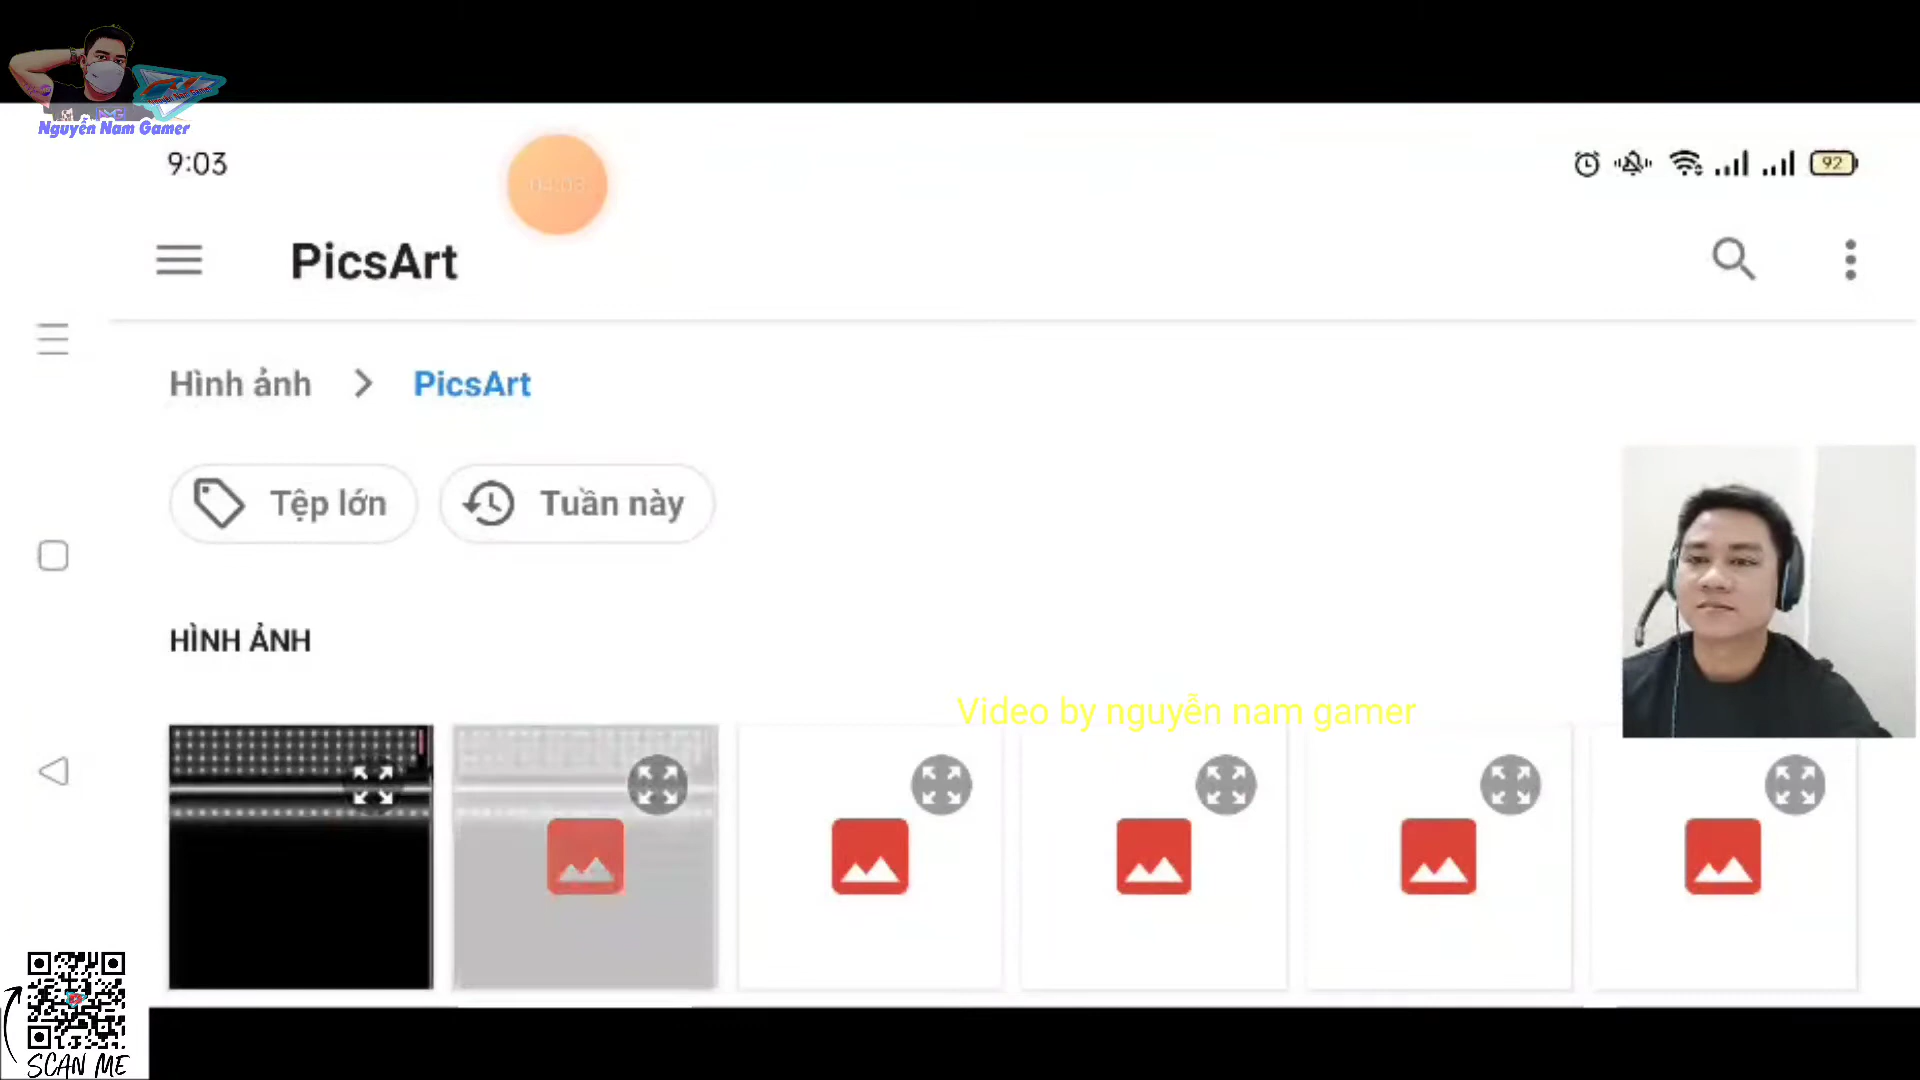 Nguyễn Nam Gamer
9:03
92
PicsArt
Hình ảnh
PicsArt
Tệp lớn
Tuần này
HÌNH ẢNH
Video by nguyễn nam gamer
SCAN ME